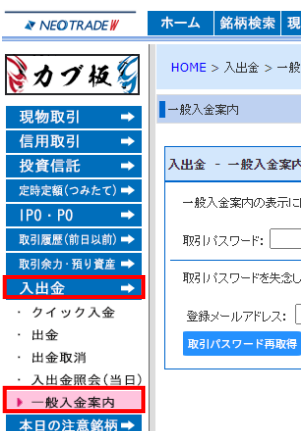 NEOTRADE W
ホーム 銘柄検索 現
カブ板
HOME > 入出金 > 一般
一般入金案内
現物取引
信用取引
投資信託
定時定額(つみたて)
IPO・PO
取引履歴(前日以前)
取引余力・預り資産
入出金
・ クイック入金
・ 出金
・ 出金取消
・ 入出金照会(当日)
一般入金案内
本日の注意銘柄
入出金 - 一般入金案内
一般入金案内の表示に
取引パスワード:
取引パスワードを失念し
登録メールアドレス:
取引パスワード再取得